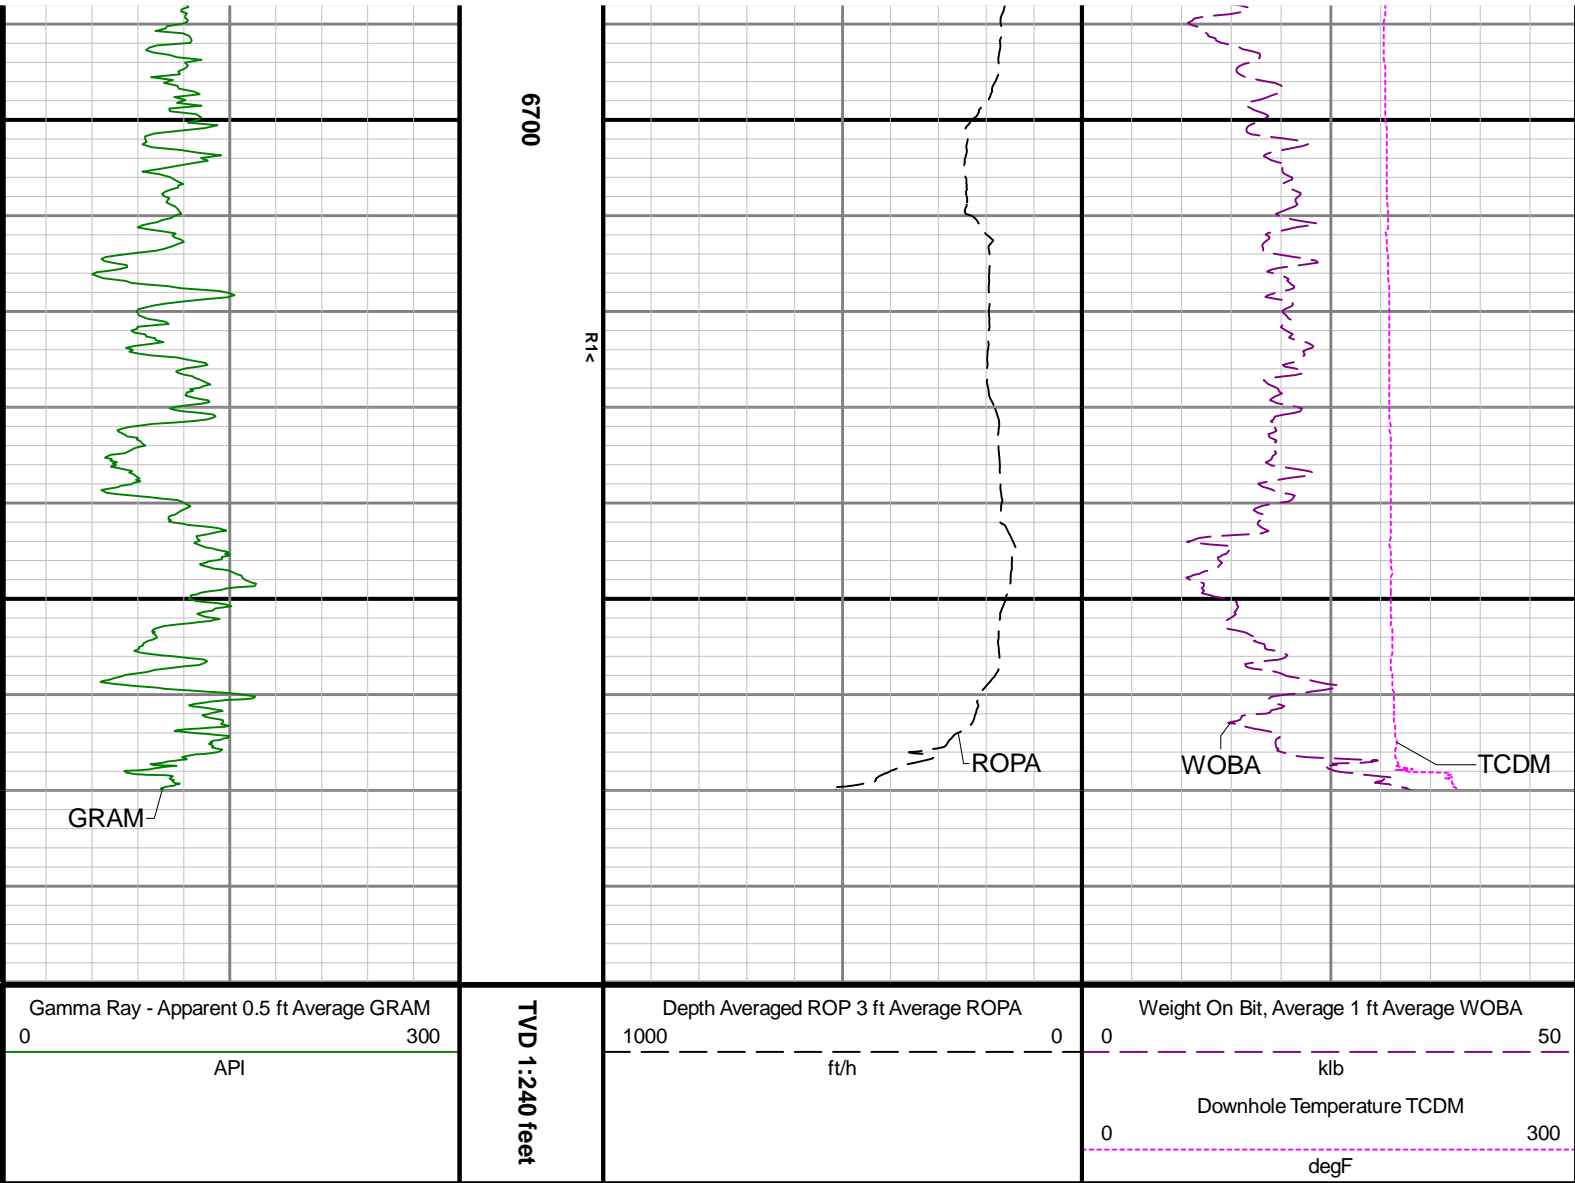 6700
R1<
GRAM
ROPA
WOBA
TCDM
Gamma Ray - Apparent 0.5 ft Average GRAM
0 300
API
TVD 1:240 feet
Depth Averaged ROP 3 ft Average ROPA
1000 0
ft/h
Weight On Bit, Average 1 ft Average WOBA
0 50
klb
Downhole Temperature TCDM
0 300
degF